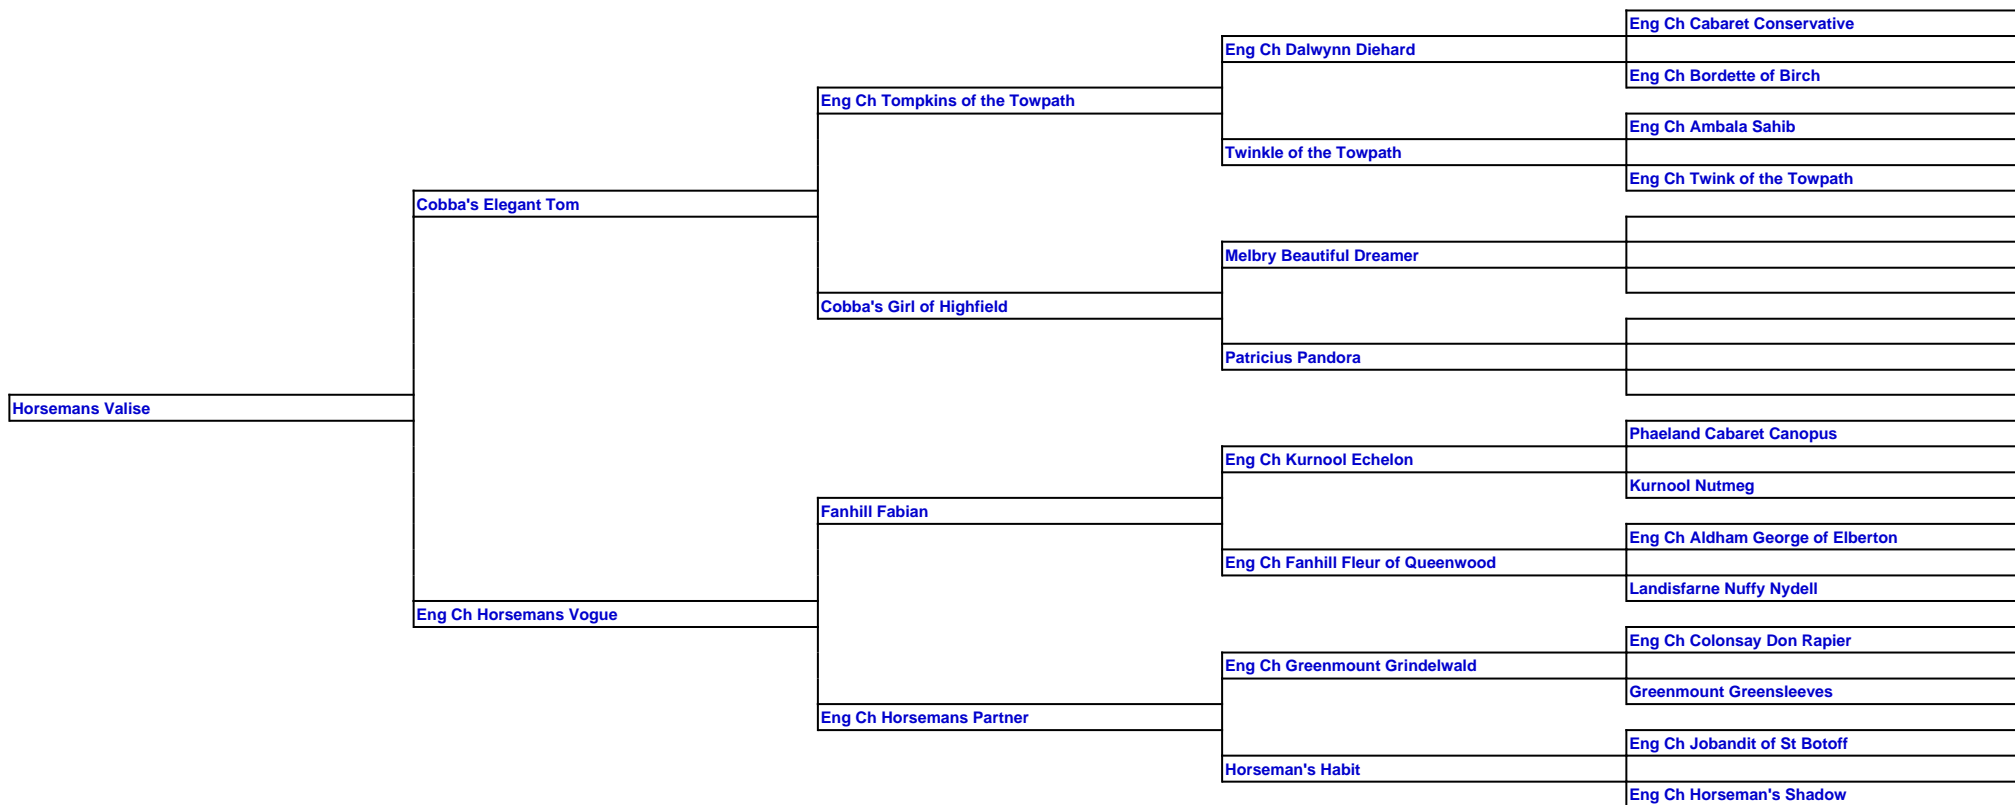 Eng Ch Cabaret Conservative
Eng Ch Dalwynn Diehard
Eng Ch Bordette of Birch
Eng Ch Tompkins of the Towpath
Eng Ch Ambala Sahib
Twinkle of the Towpath
Eng Ch Twink of the Towpath
Cobba's Elegant Tom
Melbry Beautiful Dreamer
Cobba's Girl of Highfield
Patricius Pandora
Horsemans Valise
Phaeland Cabaret Canopus
Eng Ch Kurnool Echelon
Kurnool Nutmeg
Fanhill Fabian
Eng Ch Aldham George of Elberton
Eng Ch Fanhill Fleur of Queenwood
Landisfarne Nuffy Nydell
Eng Ch Horsemans Vogue
Eng Ch Colonsay Don Rapier
Eng Ch Greenmount Grindelwald
Greenmount Greensleeves
Eng Ch Horsemans Partner
Eng Ch Jobandit of St Botoff
Horseman's Habit
Eng Ch Horseman's Shadow